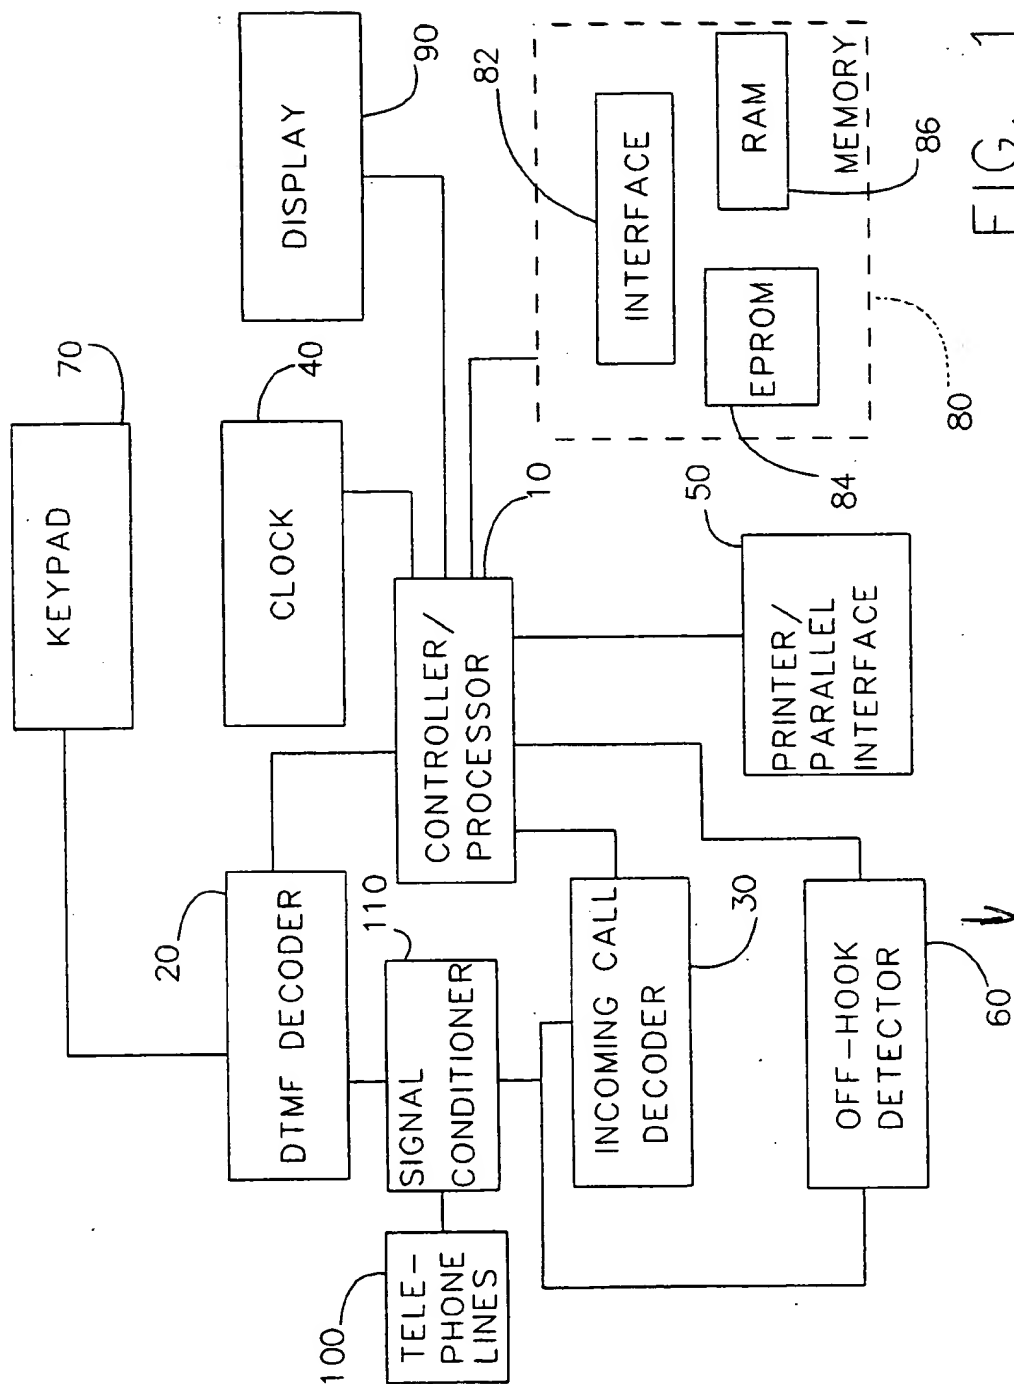 KEYPAD
70
CLOCK
40
DISPLAY
90
20
DTMF DECODER
110
CONTROLLER/
PROCESSOR
10
82
INTERFACE
100
TELE-
PHONE
LINES
SIGNAL
CONDITIONER
INCOMING CALL
DECODER
30
50
PRINTER/
PARALLEL
INTERFACE
84
EPROM
RAM
86
MEMORY
80
OFF-HOOK
DETECTOR
60
FIG. 1